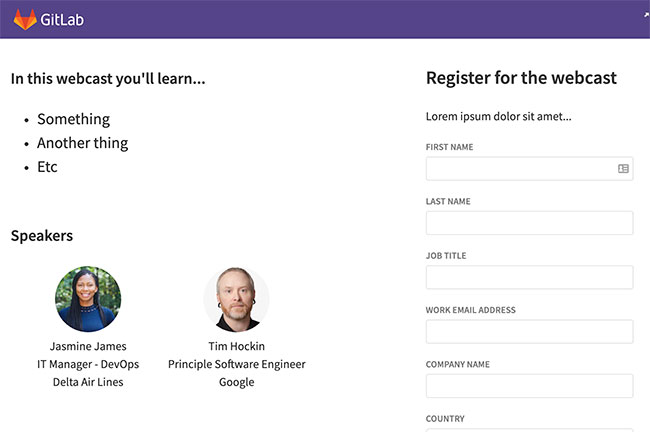 GitLab
In this webcast you'll learn...
• Something
• Another thing
• Etc
Speakers
Jasmine James
IT Manager - DevOps
Delta Air Lines
Tim Hockin
Principle Software Engineer
Google
Register for the webcast
Lorem ipsum dolor sit amet...
FIRST NAME
LAST NAME
JOB TITLE
WORK EMAIL ADDRESS
COMPANY NAME
COUNTRY